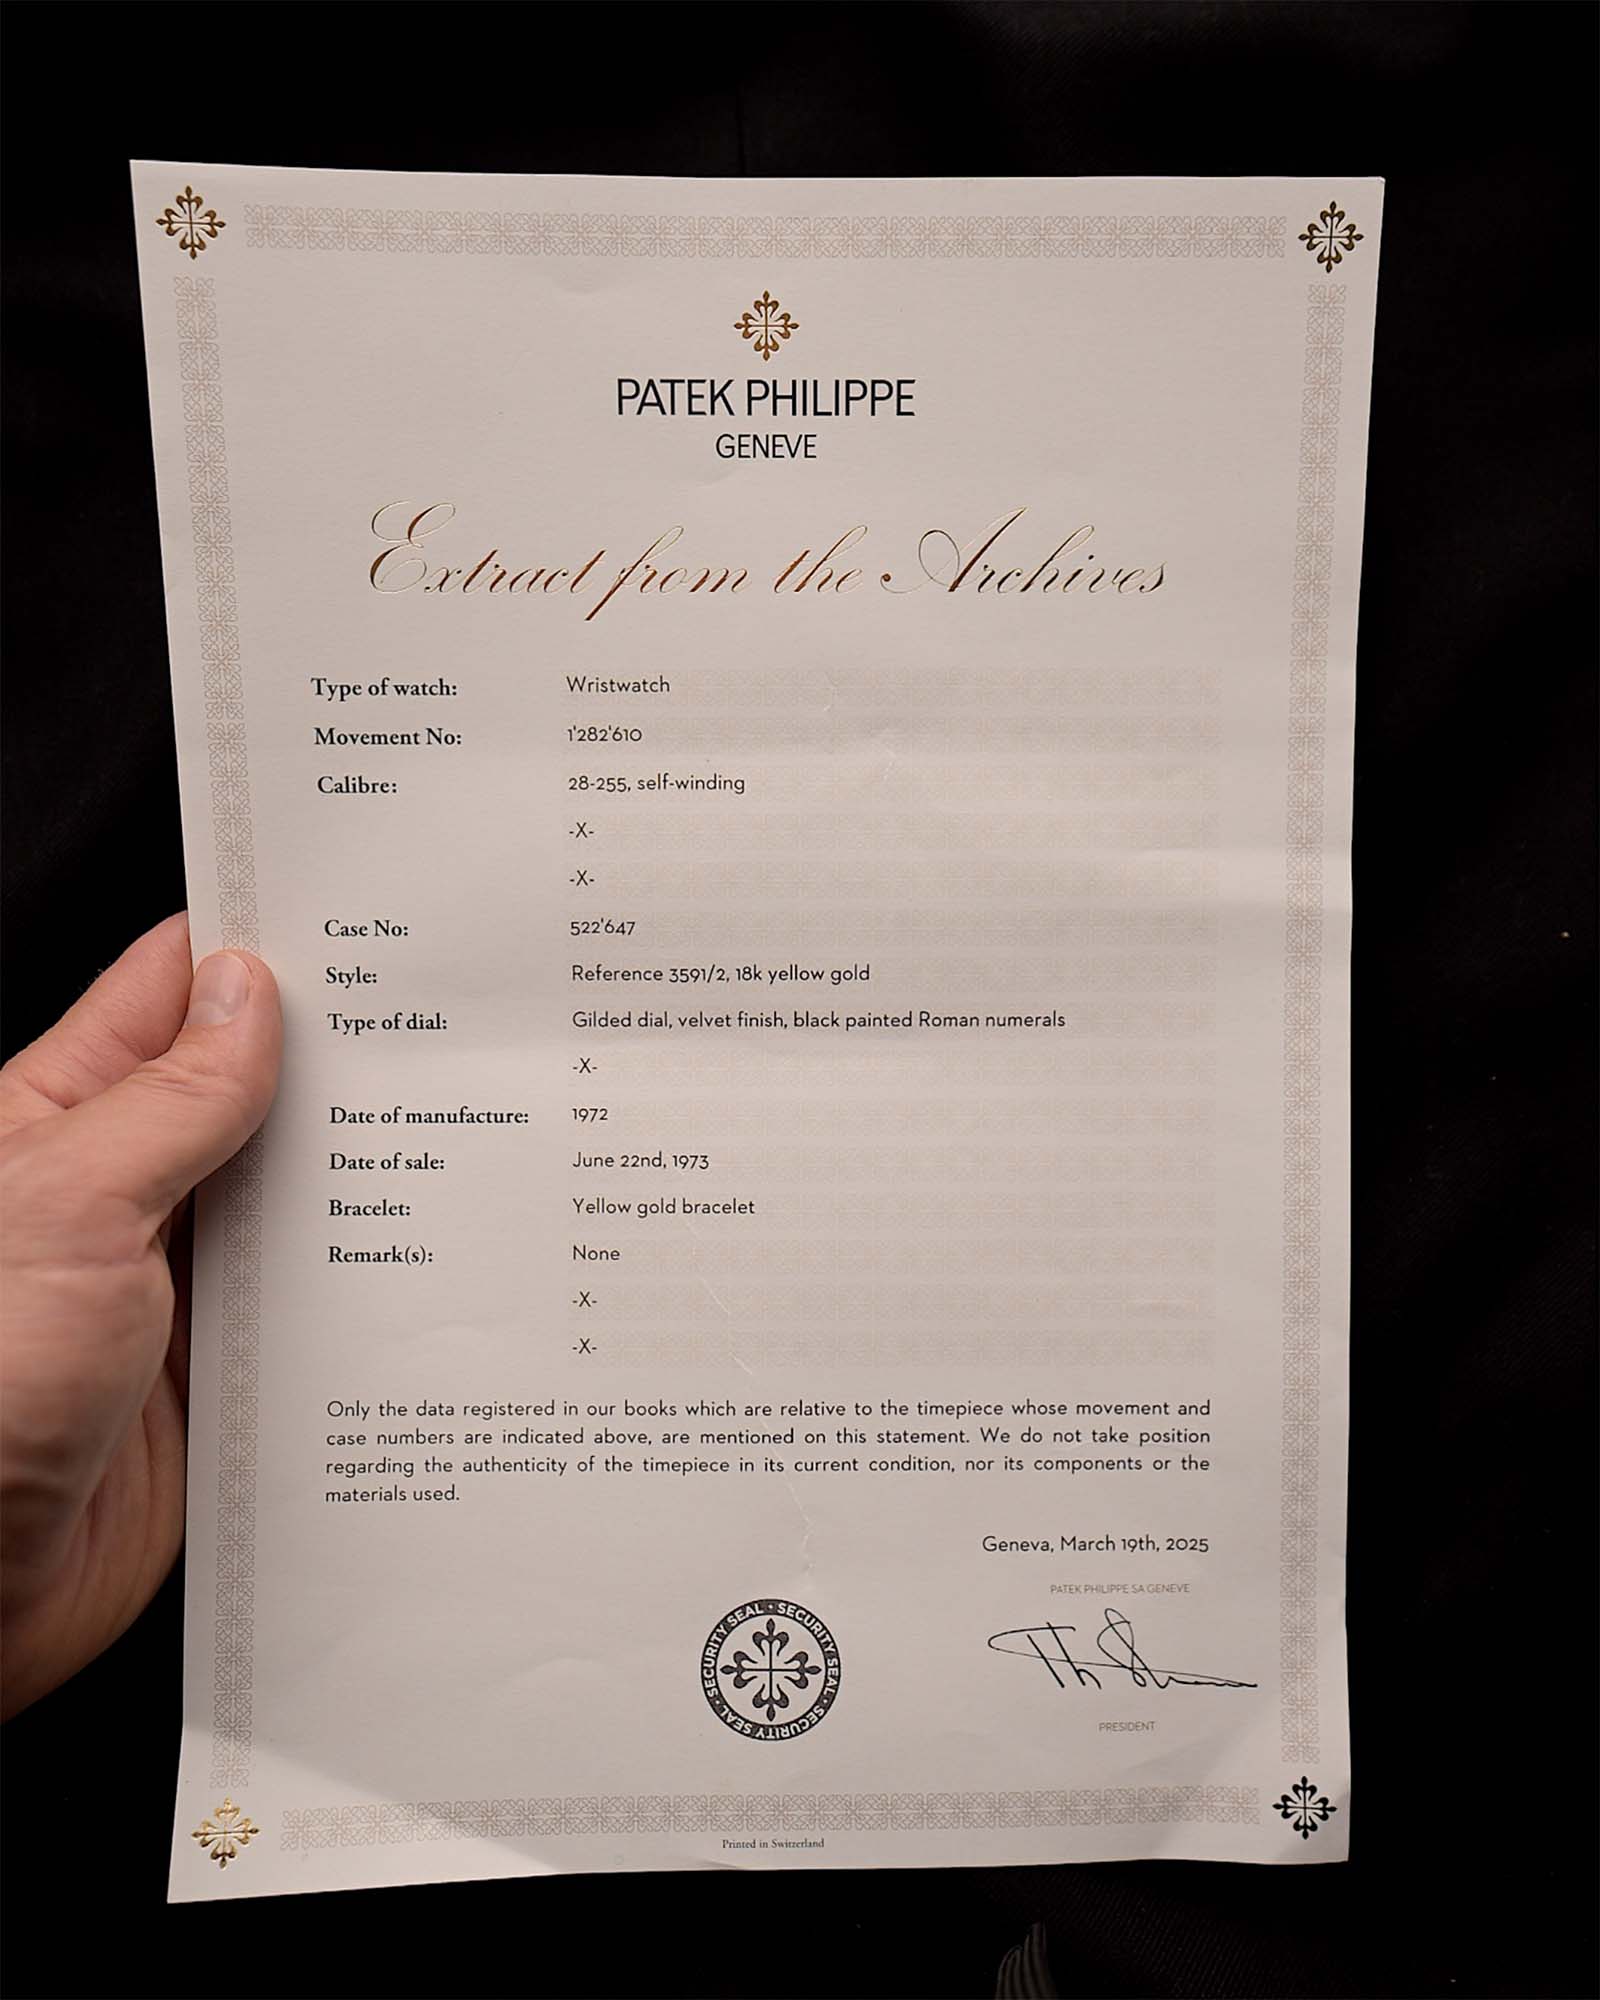 PATEK PHILIPPE
GENEVE
Extract from the Archives
Type of watch: Wristwatch
Movement No: 1'282'610
Calibre: 28-255, self-winding
-X-
-X-
Case No: 522'647
Style: Reference 3591/2, 18k yellow gold
Type of dial: Gilded dial, velvet finish, black painted Roman numerals
-X-
Date of manufacture: 1972
Date of sale: June 22nd, 1973
Bracelet: Yellow gold bracelet
Remark(s): None
-X-
-X-
Only the data registered in our books which are relative to the timepiece whose movement and
case numbers are indicated above, are mentioned on this statement. We do not take position
regarding the authenticity of the timepiece in its current condition, nor its components or the
materials used.
Geneva, March 19th, 2025
PATEK PHILIPPE SA GENEVE
SECURITY SEAL • SECURITY SEAL • SECURITY SEAL •
PRESIDENT
Printed in Switzerland